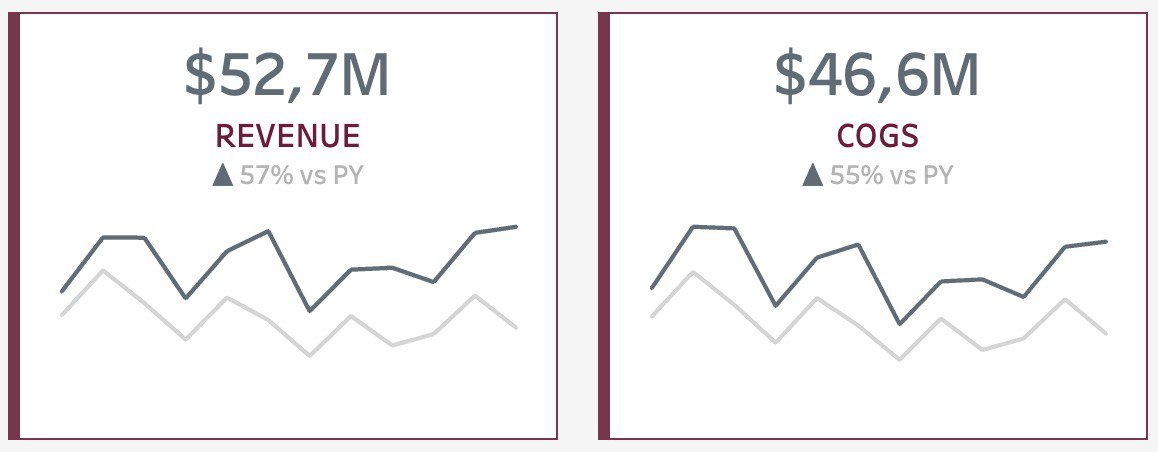 $52,7M
REVENUE
▲ 57% vs PY
$46,6M
COGS
▲ 55% vs PY